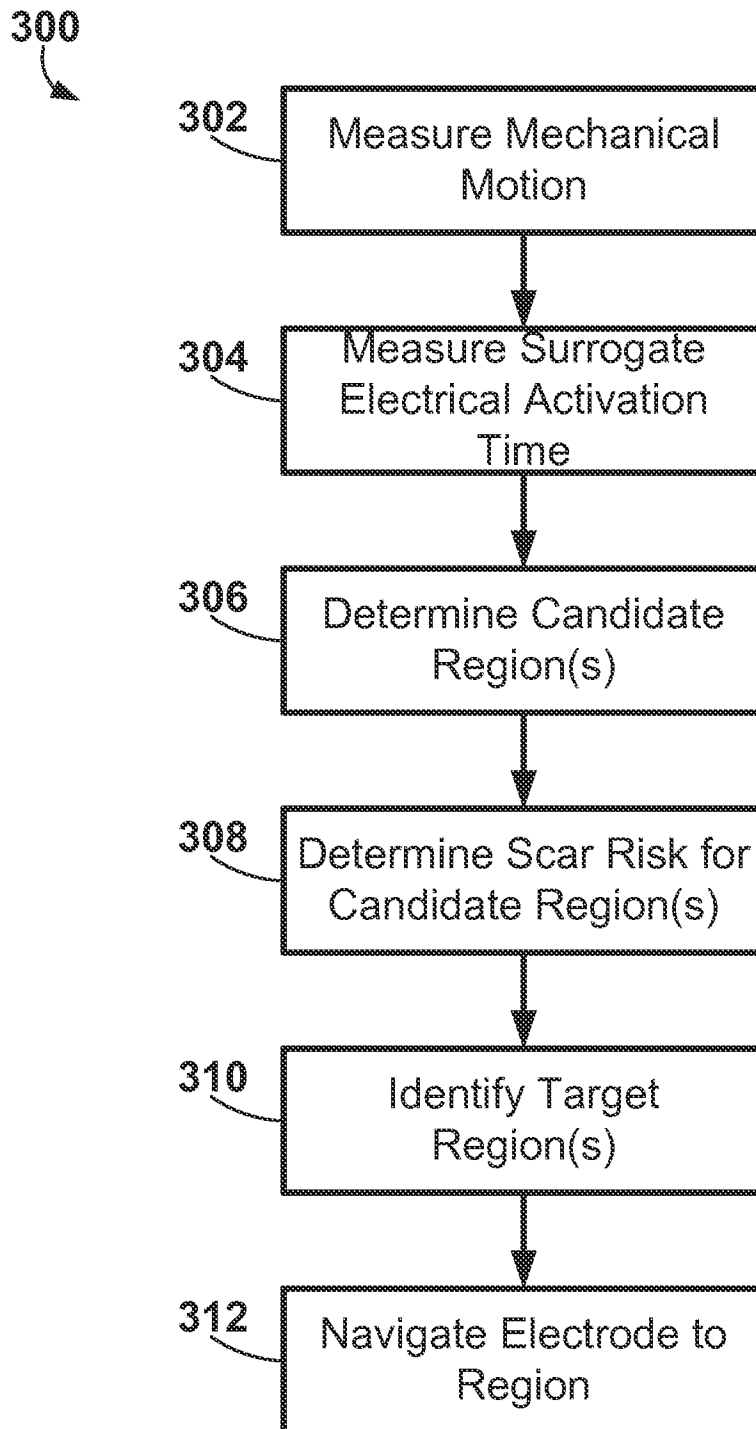 300
302
Measure Mechanical
Motion
304
Measure Surrogate
Electrical Activation
Time
306
Determine Candidate
Region(s)
308
Determine Scar Risk for
Candidate Region(s)
310
Identify Target
Region(s)
312
Navigate Electrode to
Region